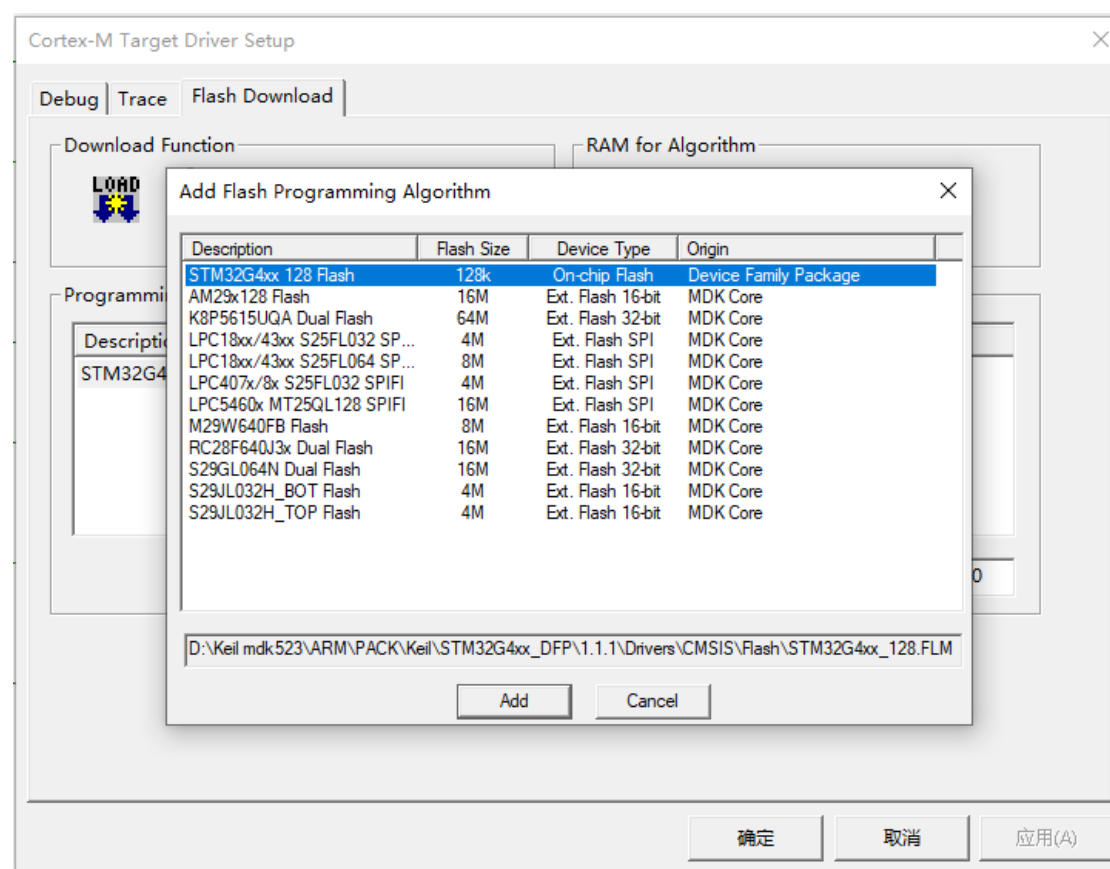 Cortex-M Target Driver Setup
Debug Trace Flash Download
Download Function RAM for Algorithm
LOAD
Add Flash Programming Algorithm
Description Flash Size Device Type Origin
STM32G4xx 128 Flash 128k On-chip Flash Device Family Package
AM29x128 Flash 16M Ext. Flash 16-bit MDK Core
K8P5615UQA Dual Flash 64M Ext. Flash 32-bit MDK Core
LPC18xx/43xx S25FL032 SP... 4M Ext. Flash SPI MDK Core
LPC18xx/43xx S25FL064 SP... 8M Ext. Flash SPI MDK Core
LPC407x/8x S25FL032 SPIFI 4M Ext. Flash SPI MDK Core
LPC5460x MT25QL128 SPIFI 16M Ext. Flash SPI MDK Core
M29W640FB Flash 8M Ext. Flash 16-bit MDK Core
RC28F640J3x Dual Flash 16M Ext. Flash 32-bit MDK Core
S29GL064N Dual Flash 16M Ext. Flash 32-bit MDK Core
S29JL032H_BOT Flash 4M Ext. Flash 16-bit MDK Core
S29JL032H_TOP Flash 4M Ext. Flash 16-bit MDK Core
Programmi
Descripti
STM32G4
0
D:\Keil mdk523\ARM\PACK\Keil\STM32G4xx_DFP\1.1.1\Drivers\CMSIS\Flash\STM32G4xx_128.FLM
Add Cancel
确定 取消 应用(A)